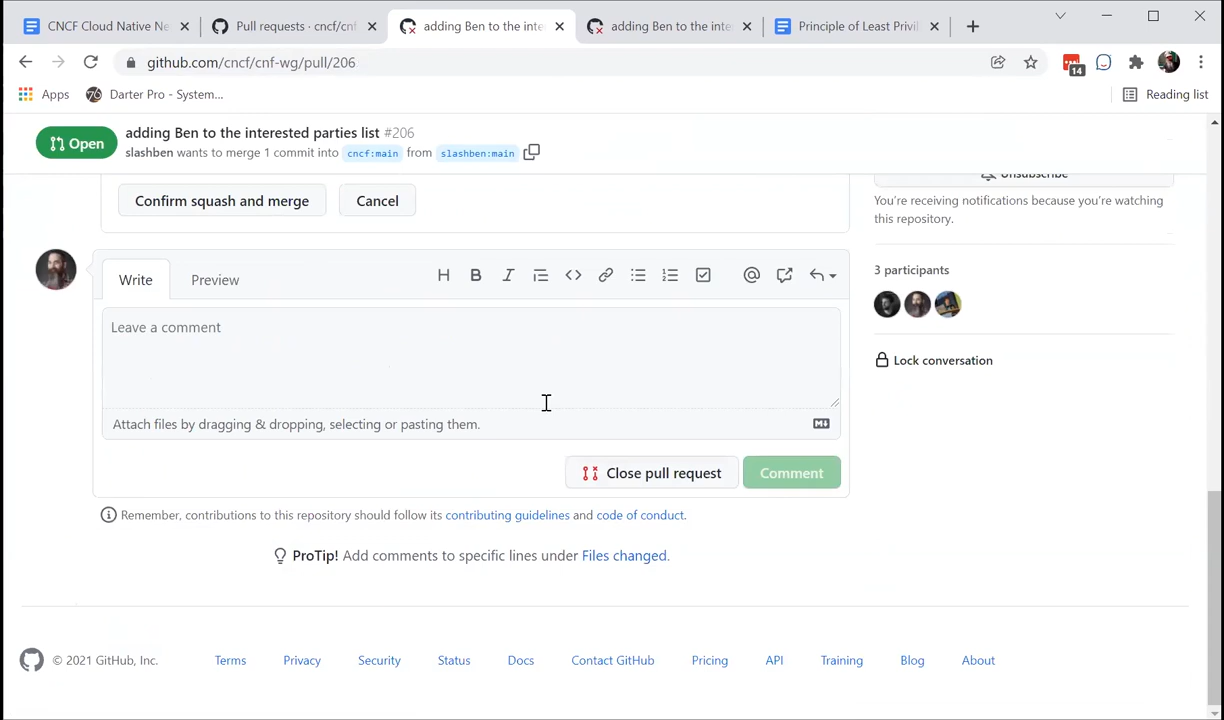 CNCF Cloud Native Ne
Pull requests · cncf/cnf
adding Ben to the inte
adding Ben to the inte
Principle of Least Privil
github.com/cncf/cnf-wg/pull/206
14
Apps
Darter Pro - System...
Reading list
Open
adding Ben to the interested parties list #206
slashben wants to merge 1 commit into cncf:main from slashben:main
Unsubscribe
Confirm squash and merge
Cancel
You're receiving notifications because you're watching
this repository.
Write
Preview
3 participants
Leave a comment
Lock conversation
Attach files by dragging & dropping, selecting or pasting them.
Close pull request
Comment
Remember, contributions to this repository should follow its contributing guidelines and code of conduct.
ProTip! Add comments to specific lines under Files changed.
© 2021 GitHub, Inc.
Terms
Privacy
Security
Status
Docs
Contact GitHub
Pricing
API
Training
Blog
About